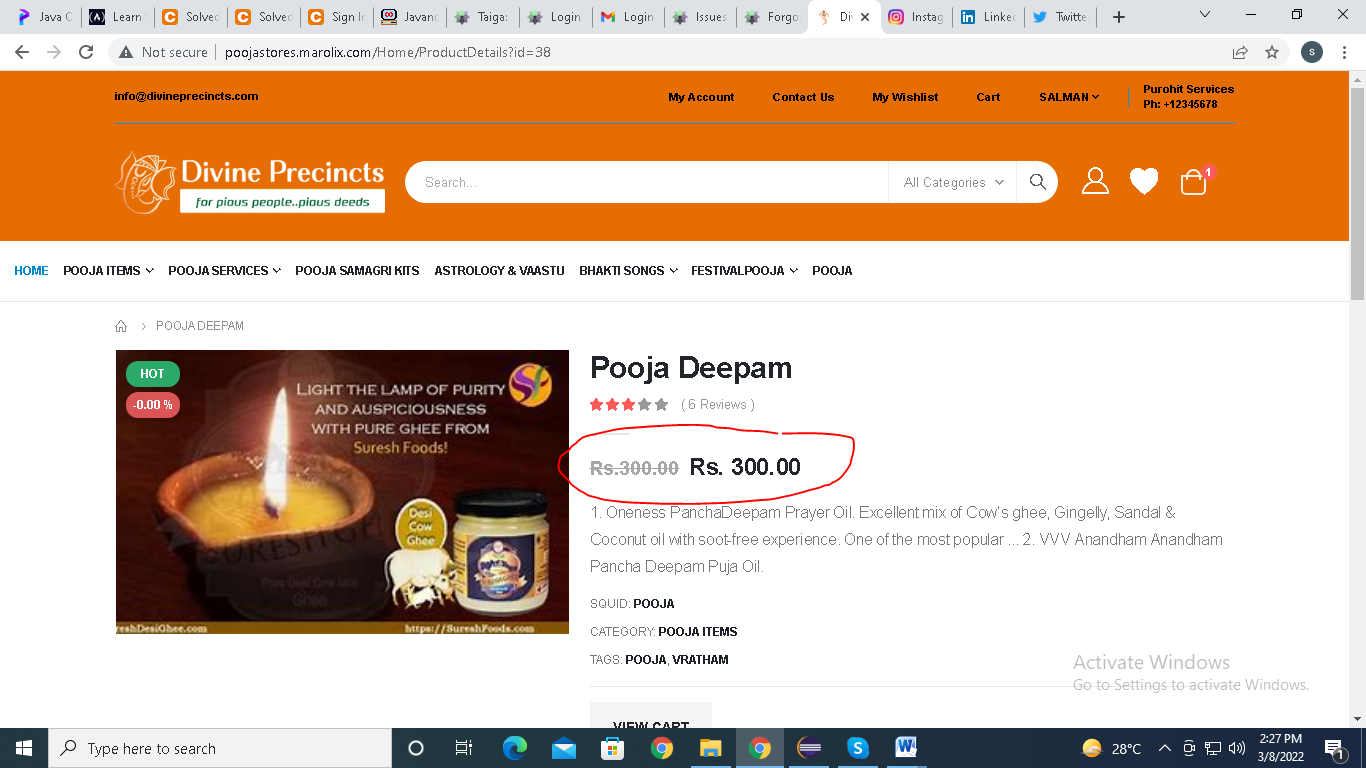 Java C
Learn
Solvec
Solvec
Sign In
Javanc
Taiga:
Login
Login
Issues
Forgo
Div
Instag
Linked
Twitte
Not secure
poojastores.marolix.com/Home/ProductDetails?id=38
S
info@divineprecincts.com
My Account
Contact Us
My Wishlist
Cart
SALMAN
Purohit Services
Ph: +12345678
Divine Precincts
for pious people..pious deeds
Search...
All Categories
1
HOME
POOJA ITEMS
POOJA SERVICES
POOJA SAMAGRI KITS
ASTROLOGY & VAASTU
BHAKTI SONGS
FESTIVALPOOJA
POOJA
POOJA DEEPAM
HOT
-0.00 %
LIGHT THE LAMP OF PURITY
AND AUSPICIOUSNESS
WITH PURE GHEE FROM
Suresh Foods!
Desi
Cow
Ghee
Pure Desi Cow Milk
Ghee
reshDesiGhee.com
https://SureshFoods.com
Pooja Deepam
( 6 Reviews )
Rs.300.00 Rs. 300.00
1. Oneness PanchaDeepam Prayer Oil. Excellent mix of Cow's ghee, Gingelly, Sandal &
Coconut oil with soot-free experience. One of the most popular ... 2. VVV Anandham Anandham
Pancha Deepam Puja Oil.
SQUID: POOJA
CATEGORY: POOJA ITEMS
TAGS: POOJA, VRATHAM
VIEW CART
Activate Windows
Go to Settings to activate Windows.
Type here to search
28°C
2:27 PM
3/8/2022
1